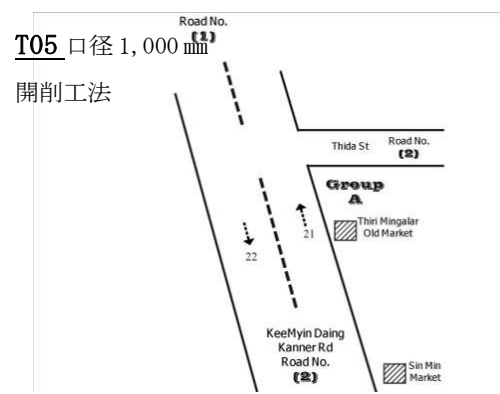 Road No.
(1)
T05 口径 1,000 ㎜
開削工法
Thida St
Road No.
(2)
Group
A
Thiri Mingalar
Old Market
21
22
KeeMyin Daing
Kanner Rd
Road No.
(2)
Sin Min
Market